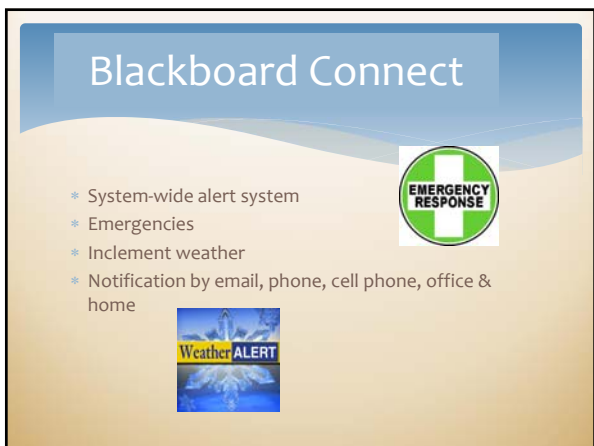 Blackboard Connect
EMERGENCY
RESPONSE
* System-wide alert system
* Emergencies
* Inclement weather
* Notification by email, phone, cell phone, office &
home
Weather ALERT